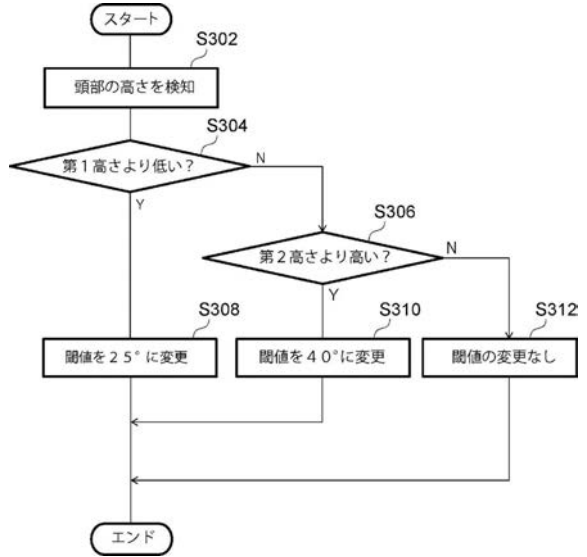 スタート
S302
頭部の高さを検知
S304
第1高さより低い?
N
Y
S306
第2高さより高い?
N
Y
S308
閾値を25°に変更
S310
閾値を40°に変更
S312
閾値の変更なし
エンド